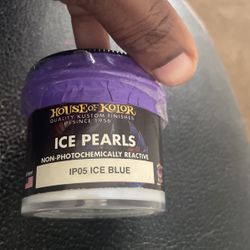 HOUSE OF KOLOR
QUALITY KUSTOM FINISHES
SINCE 1956
ICE PEARLS
NON-PHOTOCHEMICALLY REACTIVE
IP05 ICE BLUE